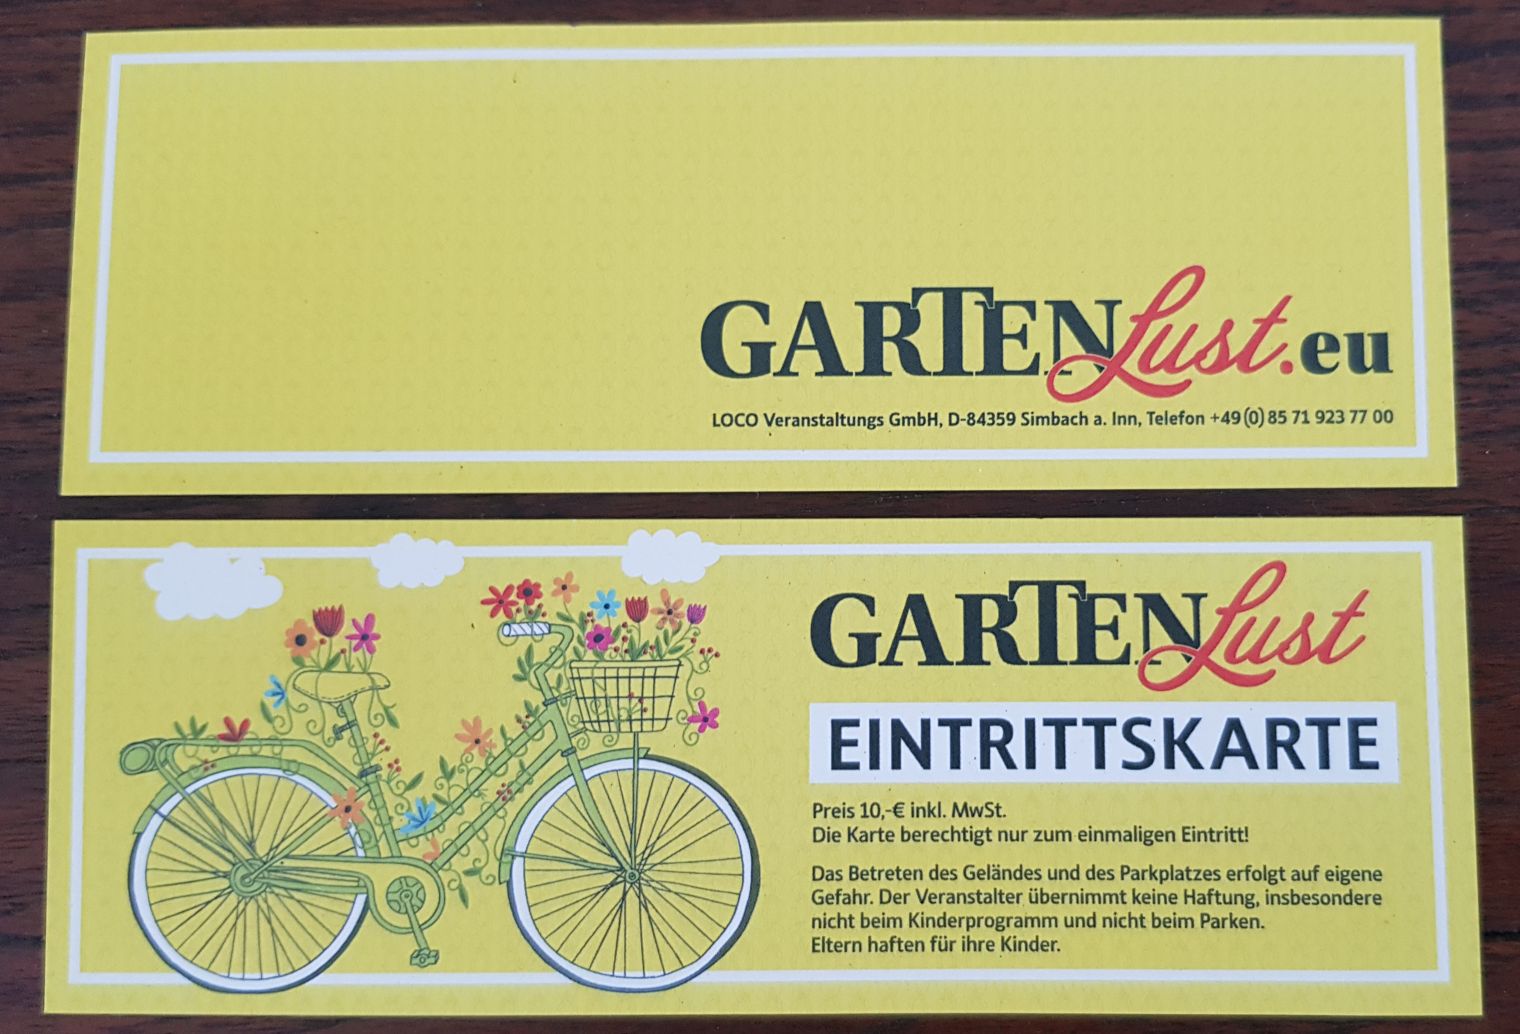 GARTENLust.eu
LOCO Veranstaltungs GmbH, D-84359 Simbach a. Inn, Telefon +49(0) 85 71 923 77 00
GARTENLust
EINTRITTSKARTE
Preis 10,-€ inkl. MwSt.
Die Karte berechtigt nur zum einmaligen Eintritt!
Das Betreten des Geländes und des Parkplatzes erfolgt auf eigene
Gefahr. Der Veranstalter übernimmt keine Haftung, insbesondere
nicht beim Kinderprogramm und nicht beim Parken.
Eltern haften für ihre Kinder.